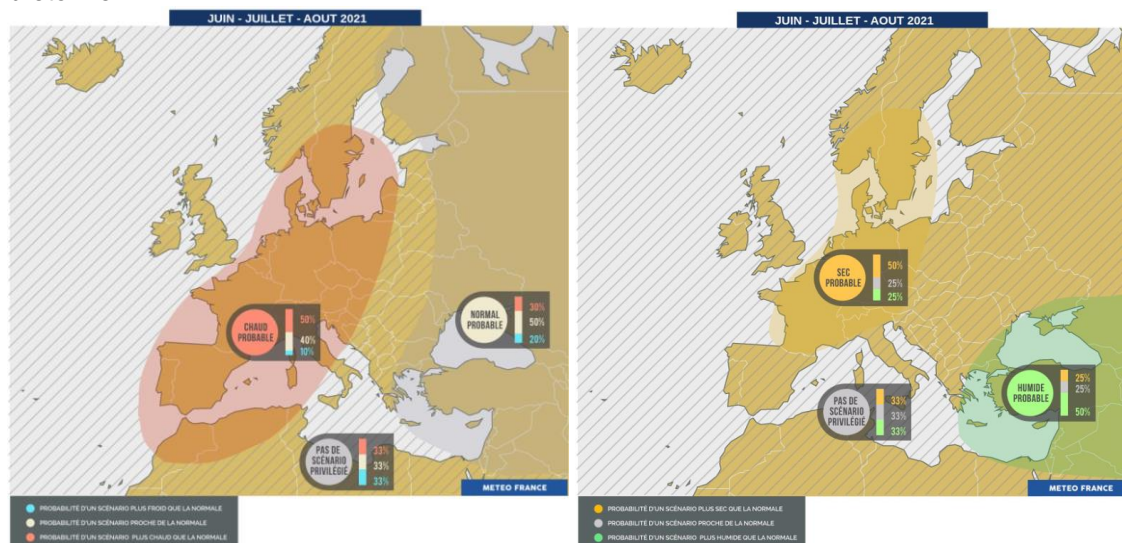 JUIN - JUILLET - AOUT 2021
CHAUD
PROBABLE
50%
40%
10%
NORMAL
PROBABLE
30%
50%
20%
PAS DE
SCÉNARIO
PRIVILÉGIÉ
33%
33%
33%
METEO FRANCE
PROBABILITÉ D'UN SCÉNARIO PLUS FROID QUE LA NORMALE
PROBABILITÉ D'UN SCÉNARIO PROCHE DE LA NORMALE
PROBABILITÉ D'UN SCÉNARIO PLUS CHAUD QUE LA NORMALE
JUIN - JUILLET - AOUT 2021
SEC
PROBABLE
50%
25%
25%
PAS DE
SCÉNARIO
PRIVILÉGIÉ
33%
33%
33%
HUMIDE
PROBABLE
25%
25%
50%
METEO FRANCE
PROBABILITÉ D'UN SCÉNARIO PLUS SEC QUE LA NORMALE
PROBABILITÉ D'UN SCÉNARIO PROCHE DE LA NORMALE
PROBABILITÉ D'UN SCÉNARIO PLUS HUMIDE QUE LA NORMALE